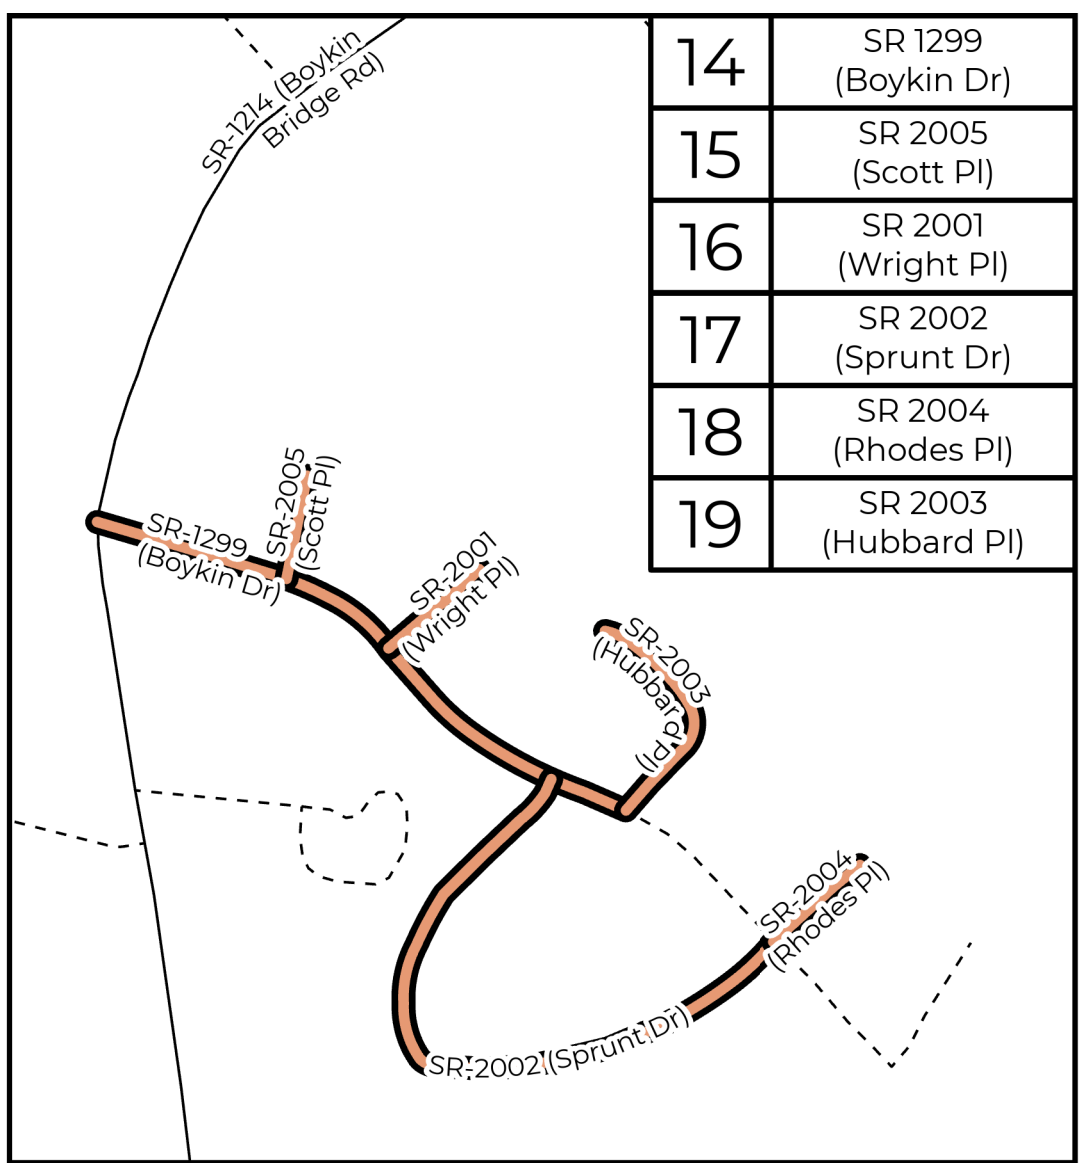 SR-1214 (Boykin
Bridge Rd)
14
SR 1299
(Boykin Dr)
15
SR 2005
(Scott Pl)
16
SR 2001
(Wright Pl)
17
SR 2002
(Sprunt Dr)
18
SR 2004
(Rhodes Pl)
19
SR 2003
(Hubbard Pl)
SR-1299
(Boykin Dr)
SR-2005
(Scott Pl)
SR-2001
(Wright Pl)
SR-2003
(Hubbard Pl)
SR-2004
(Rhodes Pl)
SR-2002 (Sprunt Dr)